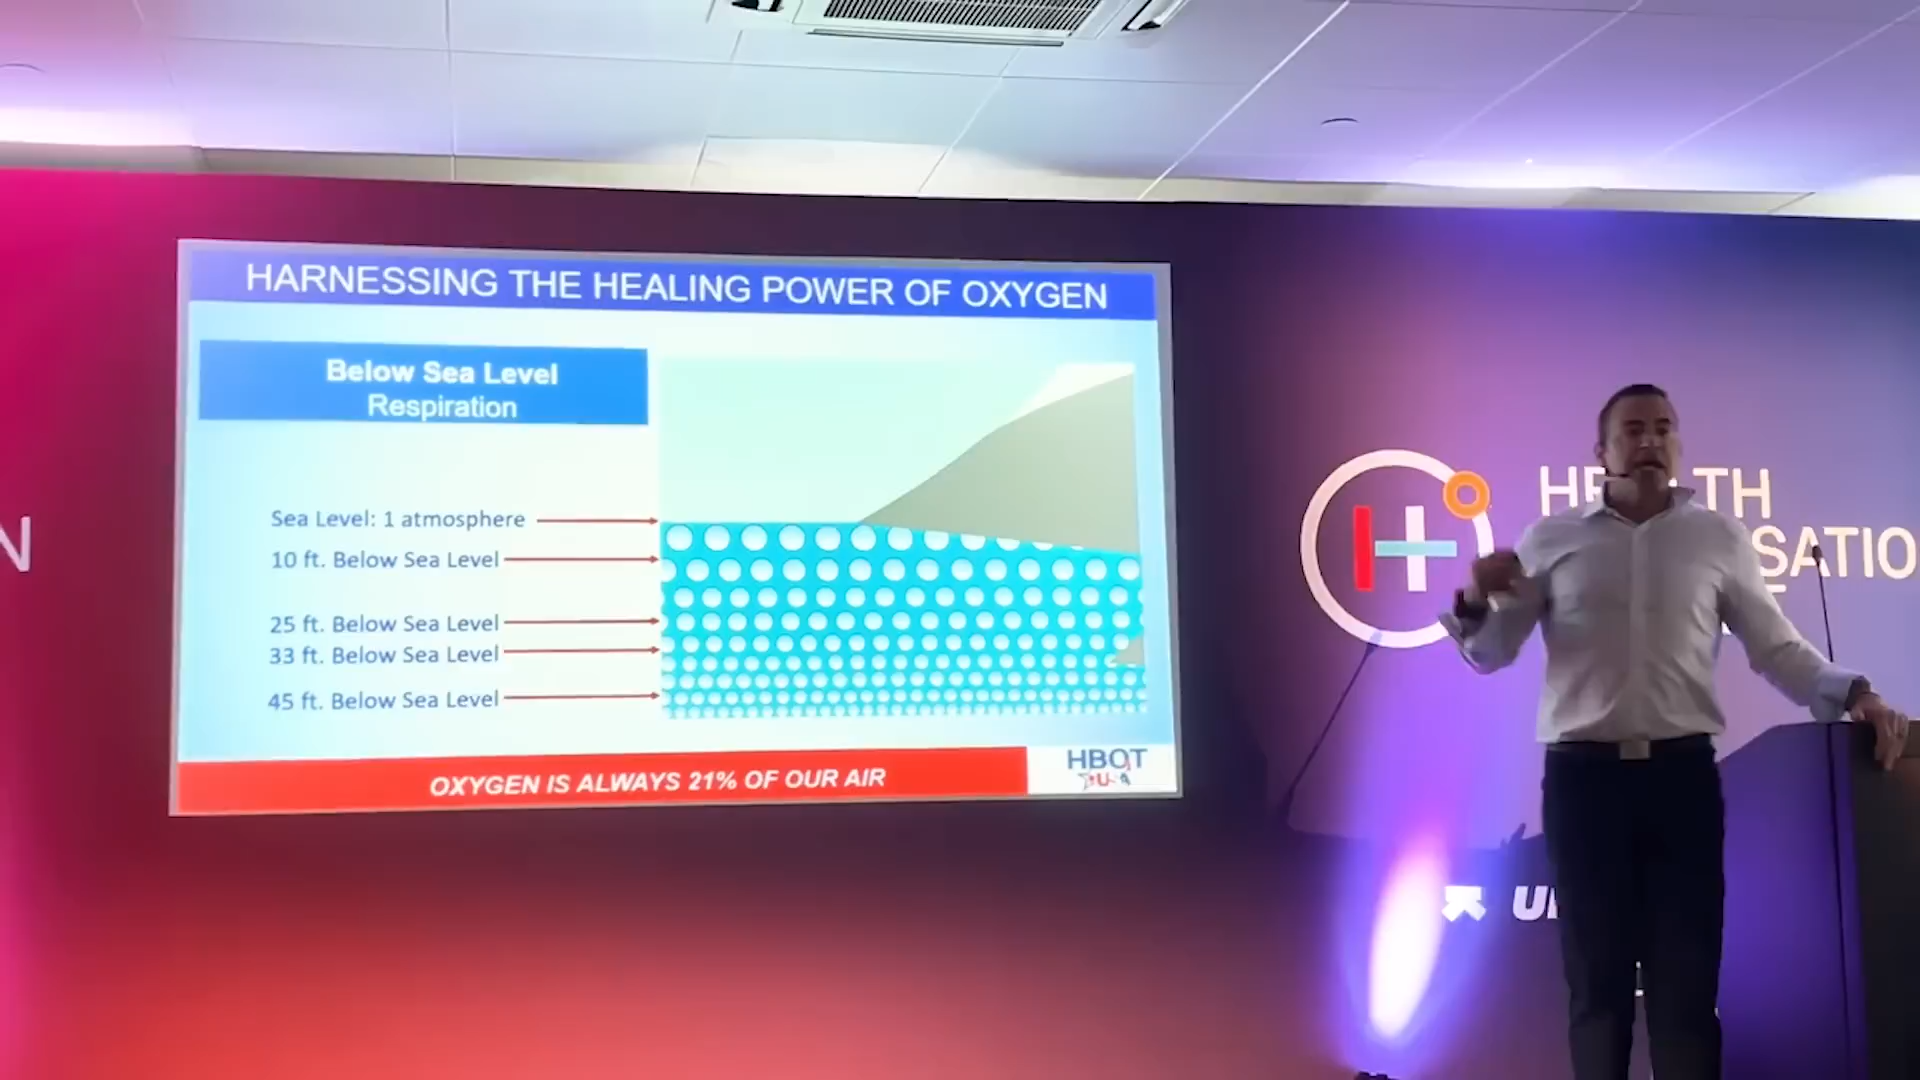 HARNESSING THE HEALING POWER OF OXYGEN
Below Sea Level
Respiration
Sea Level: 1 atmosphere
10 ft. Below Sea Level
25 ft. Below Sea Level
33 ft. Below Sea Level
45 ft. Below Sea Level
OXYGEN IS ALWAYS 21% OF OUR AIR
HBOT
USA
N
H